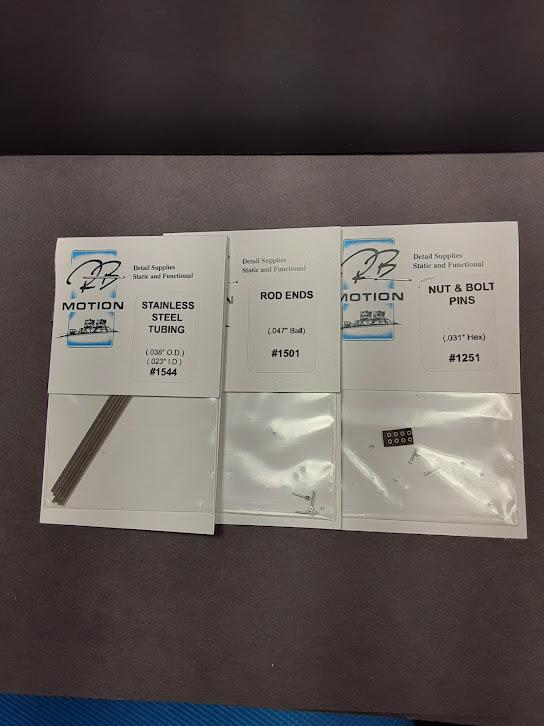 RB
MOTION
Detail Supplies
Static and Functional
STAINLESS
STEEL
TUBING
(.038" O.D.)
(.023" I.D.)
#1544
Detail Supplies
Static and Functional
N
ROD ENDS
(.047" Ball)
#1501
RB
MOTION
Detail Supplies
Static and Functional
NUT & BOLT
PINS
(.031" Hex)
#1251